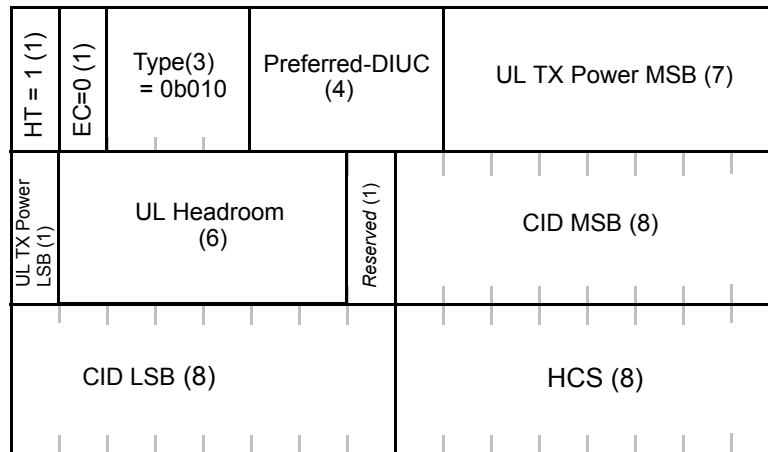 HT = 1 (1)
EC=0 (1)
Type(3)
= 0b010
Preferred-DIUC
(4)
UL TX Power MSB (7)
UL TX Power
LSB (1)
UL Headroom
(6)
Reserved (1)
CID MSB (8)
CID LSB (8)
HCS (8)